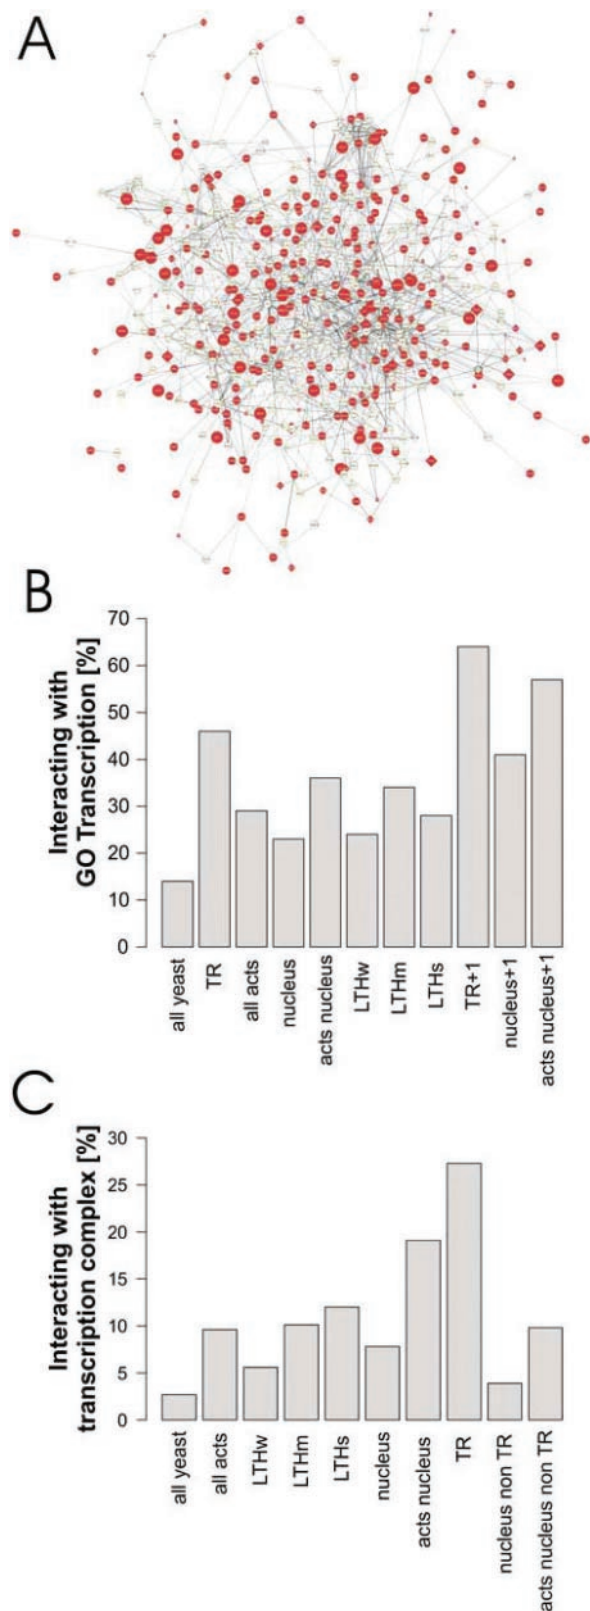 A
B
Interacting with
GO Transcription [%]
70
60
50
40
30
20
10
0
all yeast
TR
all acts
nucleus
acts nucleus
LTHw
LTHm
LTHs
TR+1
nucleus+1
acts nucleus+1
C
Interacting with
transcription complex [%]
30
25
20
15
10
5
0
all yeast
all acts
LTHw
LTHm
LTHs
nucleus
acts nucleus
TR
nucleus non TR
acts nucleus non TR